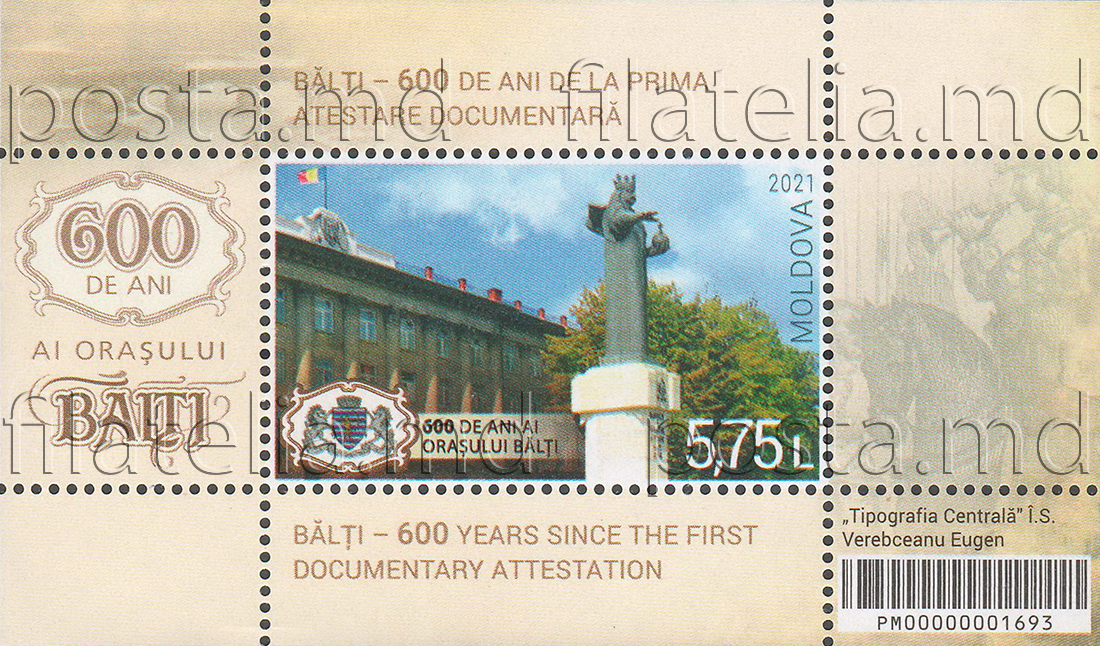 BĂLȚI – 600 DE ANI DE LA PRIMA
ATESTARE DOCUMENTARĂ
posta.md filatelia.md
600
DE ANI
AI ORAȘULUI
BĂLȚI
2021
MOLDOVA
600 DE ANI AI
ORAȘULUI BĂLȚI
5,75L
filatelia.md posta.md
BĂLȚI – 600 YEARS SINCE THE FIRST
DOCUMENTARY ATTESTATION
„Tipografia Centrală” Î.S.
Verebceanu Eugen
PM00000001693